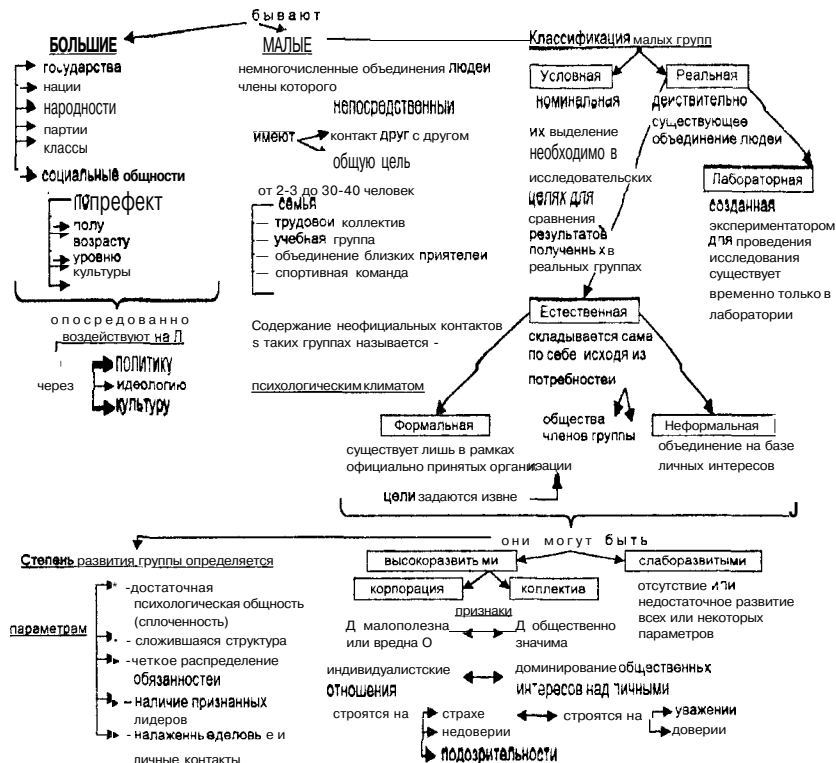 бывают
БОЛЬШИЕ
государства
нации
народности
партии
классы
социальные общности
попрефект
полу
возрасту
уровню
культуры
опосредованно
воздействуют на Л
через
ПОЛИТИКУ
идеологию
культуру
МАЛЫЕ
немногочисленные объединения людей
члены которого
непосредственный
имеют
контакт друг с другом
общую цель
от 2-3 до 30-40 человек
— семья
— трудовой коллектив
— учебная группа
— объединение близких приятелей
— спортивная команда
Содержание неофициальных контактов
s таких группах называется -
психологическим климатом
Классификация малых групп
Условная
номинальная
их выделение
необходимо в
исследовательских
целях для
сравнения
результатов
полученн х в
реальных группах
Реальная
действительно
существующее
объединение людей
Лабораторная
созданная
экспериментатором
для проведения
исследования
существует
временно только в
лаборатории
Естественная
складывается сама
по себе исходя из
потребностей
общества
членов группы
Формальная
существует лишь в рамках
официально принятых организации
цели задаются извне
Неформальная
объединение на базе
личных интересов
они могут быть
Степень развития группы определяется
параметрам
-достаточная
психологическая общность
(сплоченность)
- сложившаяся структура
-четкое распределение
обязанностей
- наличие признанных
лидеров
- налаженнь еделовь е и
личные контакты
высокоразвить ми
корпорация
коллектив
признаки
Д малополезна
или вредна О
Д общественно
значима
индивидуалистские
отношения
доминирование общественных
интересов над личными
строятся на
страхе
недоверии
подозрительности
строятся на
уважении
доверии
слаборазвитыми
отсутствие или
недостаточное развитие
всех или некоторых
параметров